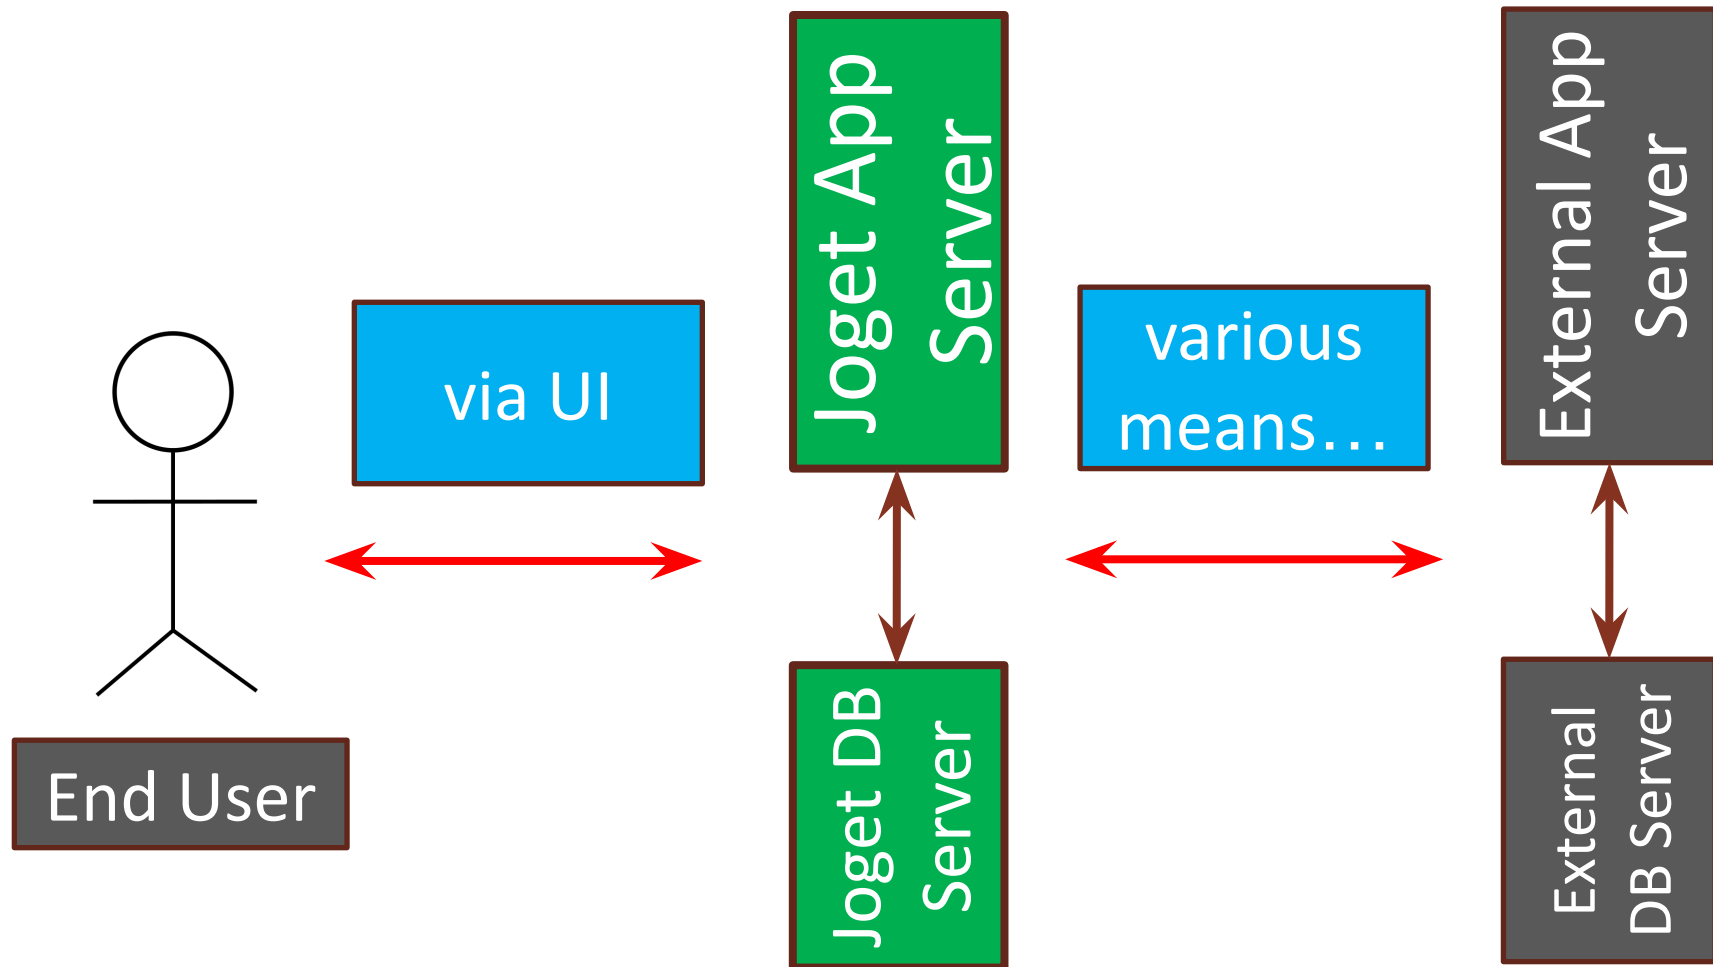 via UI
Joget App
Server
various
means...
External App
Server
End User
Joget DB
Server
External
DB Server